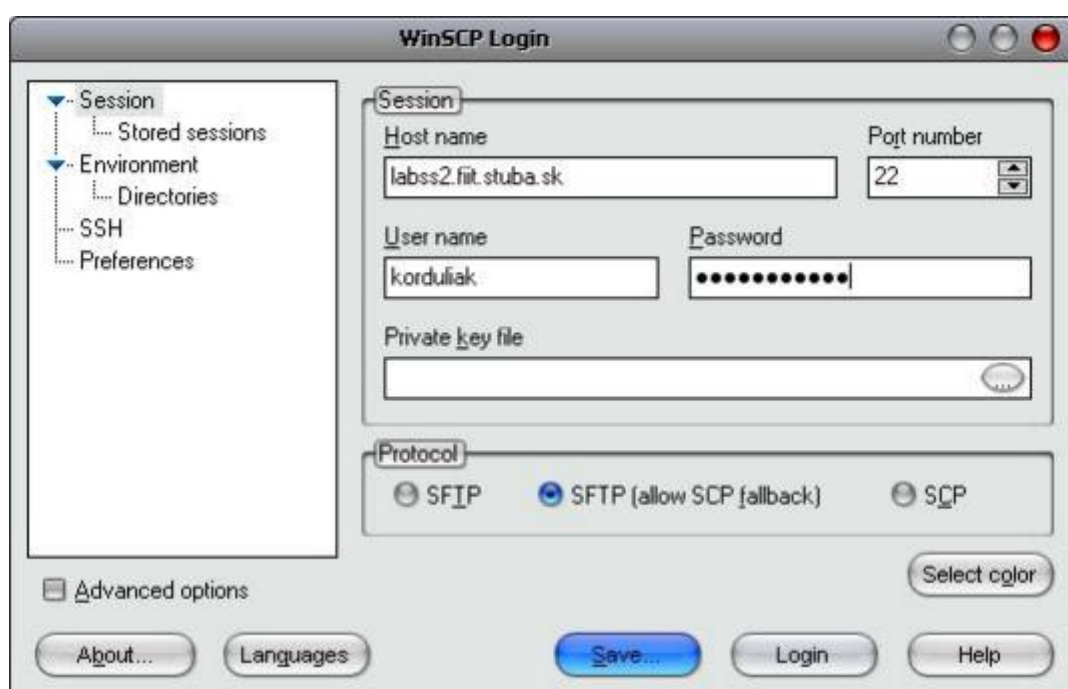 WinSCP Login
Session
Stored sessions
Environment
Directories
SSH
Preferences
Session
Host name
Port number
labss2.fiit.stuba.sk
22
User name
Password
korduliak
•••••••••••
Private key file
...
Protocol
SFTP
SFTP (allow SCP fallback)
SCP
Advanced options
Select color
About...
Languages
Save...
Login
Help